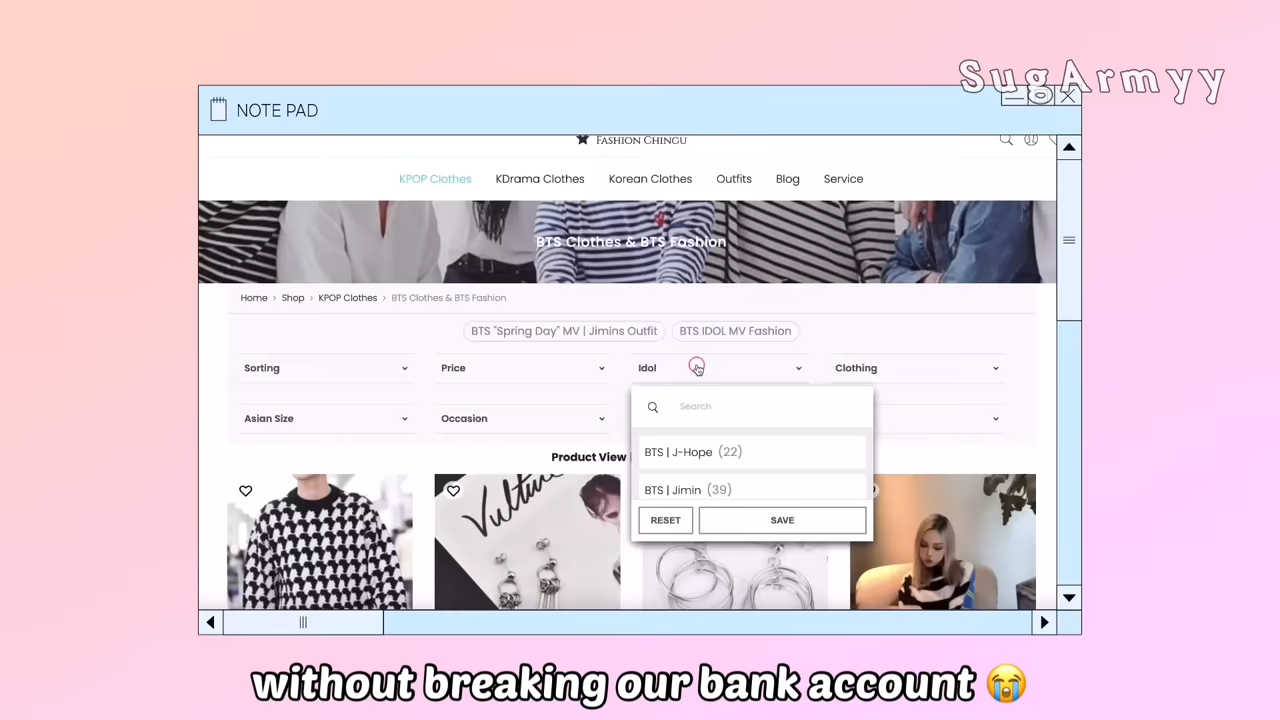 SugArmyy
NOTE PAD
FASHION CHINGU
KPOP Clothes KDrama Clothes Korean Clothes Outfits Blog Service
BTS Clothes & BTS Fashion
Home > Shop > KPOP Clothes > BTS Clothes & BTS Fashion
BTS "Spring Day" MV | Jimins Outfit BTS IDOL MV Fashion
Sorting Price Idol Clothing
Search
Asian Size Occasion
BTS | J-Hope (22)
Product View
BTS | Jimin (39)
RESET SAVE
Vulture
without breaking our bank account 😭